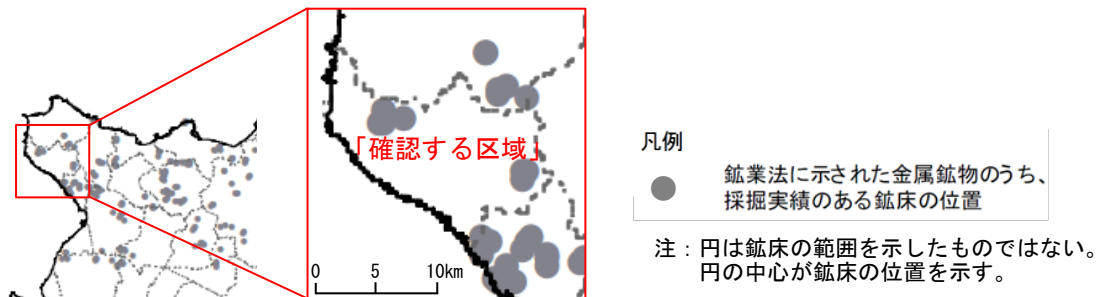 「確認する区域」
0 5 10km
凡例
鉱業法に示された金属鉱物のうち、
採掘実績のある鉱床の位置
注：円は鉱床の範囲を示したものではない。
円の中心が鉱床の位置を示す。